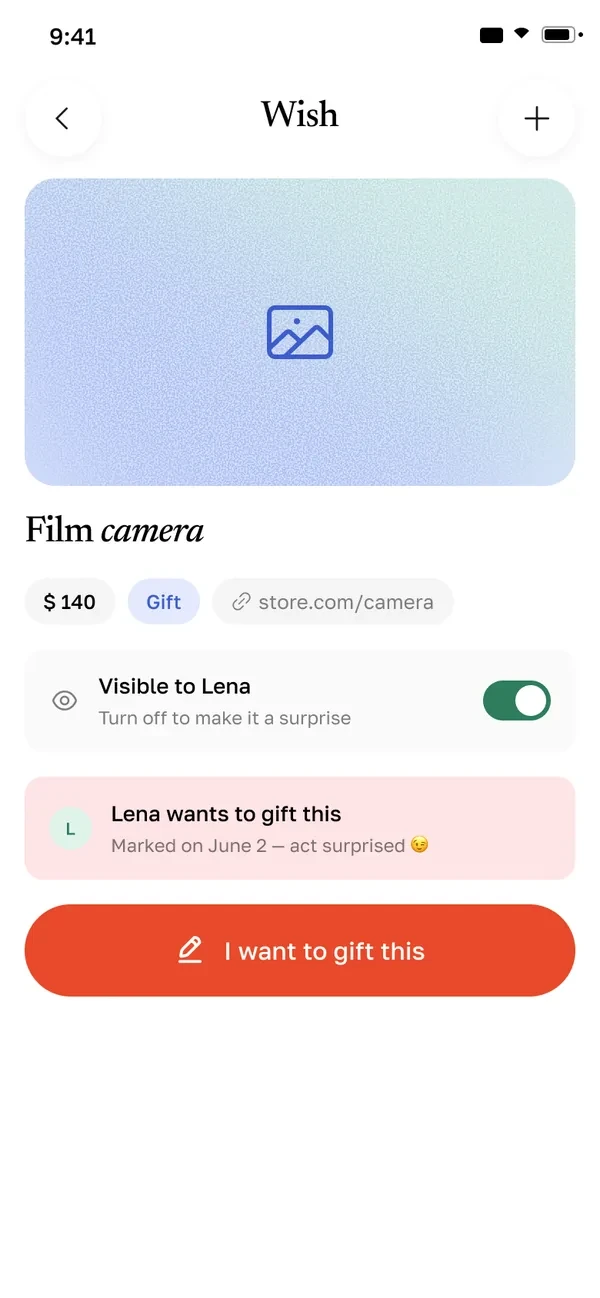 9:41
Wish
Film camera
$ 140
Gift
store.com/camera
Visible to Lena
Turn off to make it a surprise
L
Lena wants to gift this
Marked on June 2 — act surprised 😉
I want to gift this